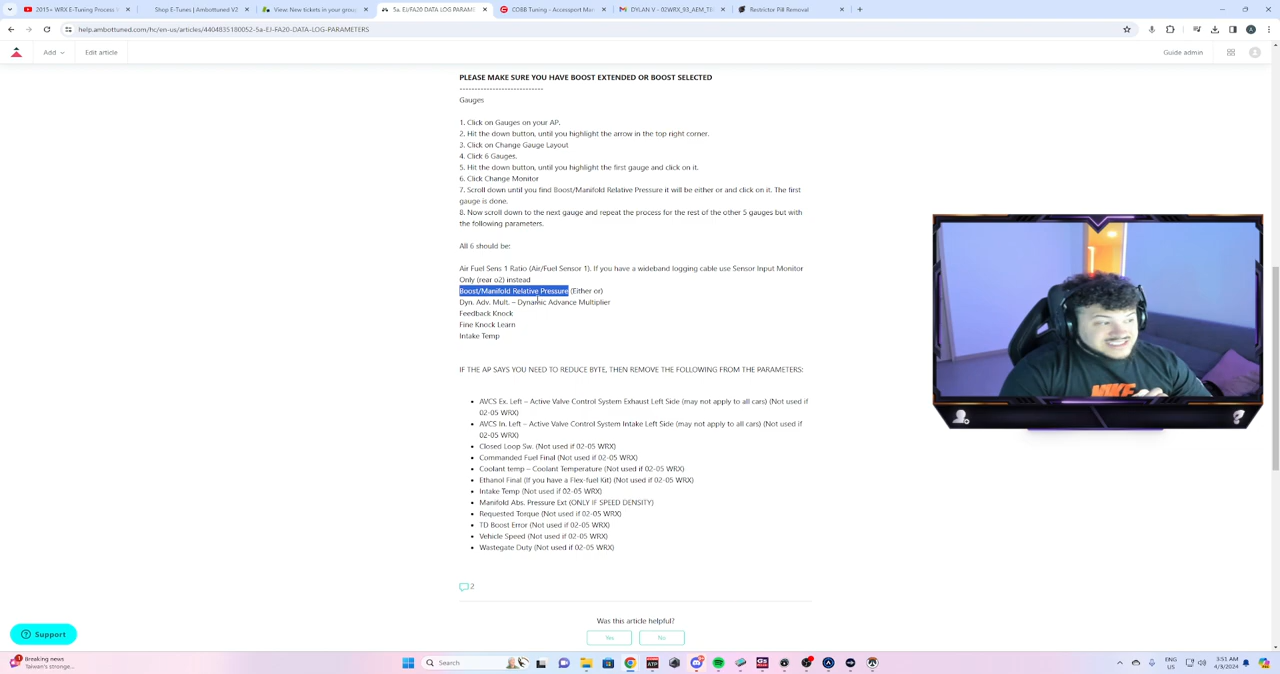 2015+ WRX E-Tuning Process
Shop E-Tunes | Ambottuned V2
View: New tickets in your group
5a. EJ/FA20 DATA LOG PARAME
COBB Tuning - Accessport Man
DYLAN V - 02WRX_93_AEM_TB
Restrictor Pill Removal
help.ambottuned.com/hc/en-us/articles/4404835180052-5a-EJ-FA20-DATA-LOG-PARAMETERS
Add
Edit article
Guide admin
PLEASE MAKE SURE YOU HAVE BOOST EXTENDED OR BOOST SELECTED
----------------------------
Gauges
1. Click on Gauges on your AP.
2. Hit the down button, until you highlight the arrow in the top right corner.
3. Click on Change Gauge Layout
4. Click 6 Gauges.
5. Hit the down button, until you highlight the first gauge and click on it.
6. Click Change Monitor
7. Scroll down until you find Boost/Manifold Relative Pressure it will be either or and click on it. The first
gauge is done.
8. Now scroll down to the next gauge and repeat the process for the rest of the other 5 gauges but with
the following parameters.
All 6 should be:
Air Fuel Sens 1 Ratio (Air/Fuel Sensor 1). If you have a wideband logging cable use Sensor Input Monitor
Only (rear o2) instead
Boost/Manifold Relative Pressure (Either or)
Dyn. Adv. Mult. – Dynamic Advance Multiplier
Feedback Knock
Fine Knock Learn
Intake Temp
IF THE AP SAYS YOU NEED TO REDUCE BYTE, THEN REMOVE THE FOLLOWING FROM THE PARAMETERS:
• AVCS Ex. Left – Active Valve Control System Exhaust Left Side (may not apply to all cars) (Not used if
02-05 WRX)
• AVCS In. Left – Active Valve Control System Intake Left Side (may not apply to all cars) (Not used if
02-05 WRX)
• Closed Loop Sw. (Not used if 02-05 WRX)
• Commanded Fuel Final (Not used if 02-05 WRX)
• Coolant temp – Coolant Temperature (Not used if 02-05 WRX)
• Ethanol Final (If you have a Flex-fuel Kit) (Not used if 02-05 WRX)
• Intake Temp (Not used if 02-05 WRX)
• Manifold Abs. Pressure Ext (ONLY IF SPEED DENSITY)
• Requested Torque (Not used if 02-05 WRX)
• TD Boost Error (Not used if 02-05 WRX)
• Vehicle Speed (Not used if 02-05 WRX)
• Wastegate Duty (Not used if 02-05 WRX)
2
Was this article helpful?
Yes
No
Support
Breaking news
Taiwan's stronge...
Search
ENG
US
3:51 AM
4/3/2024
NIKE